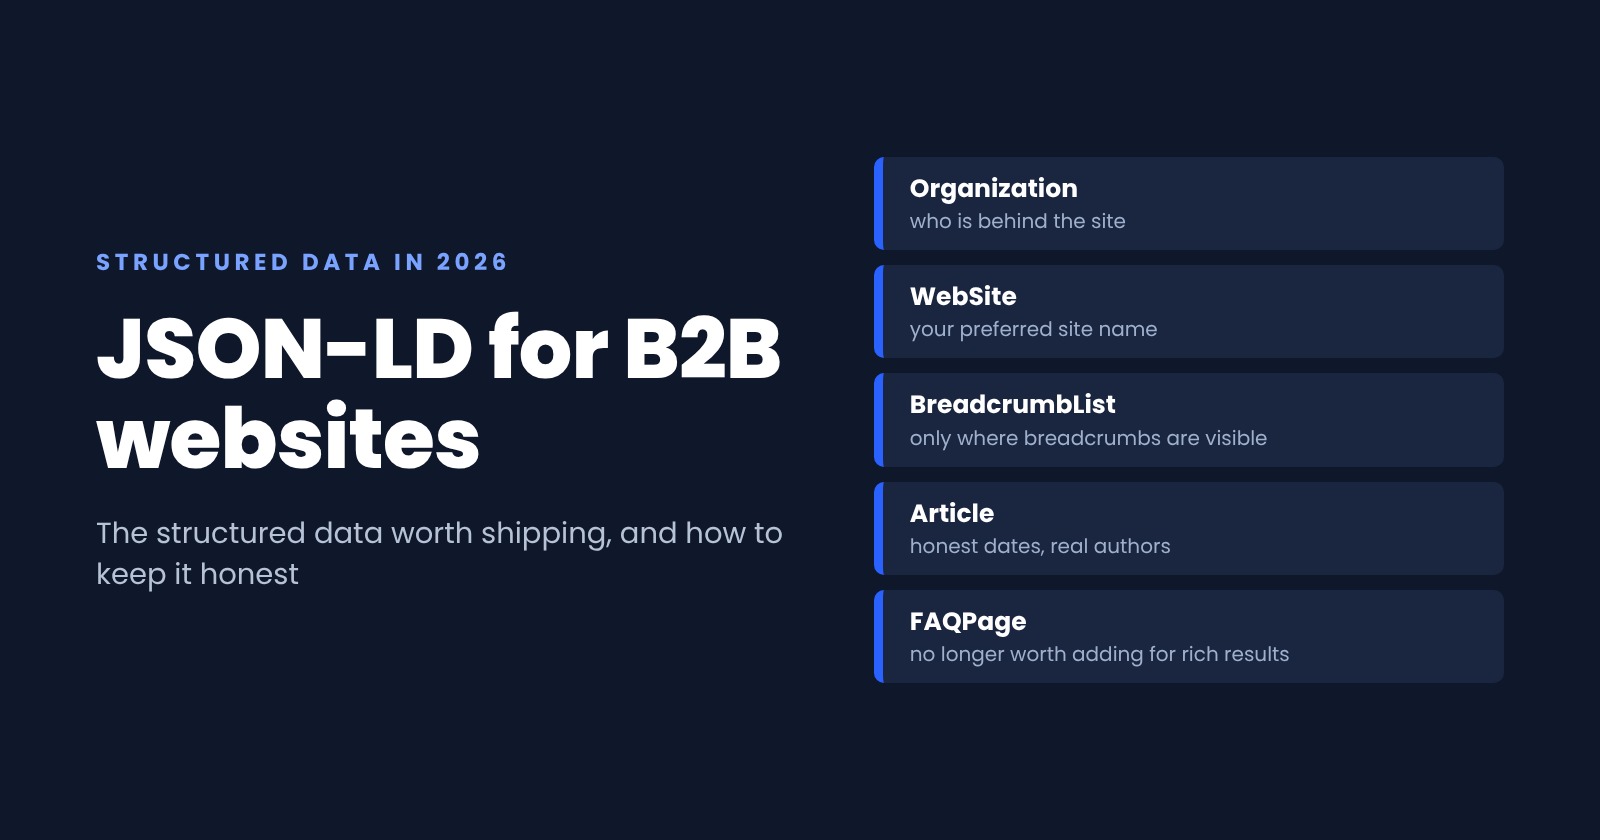 STRUCTURED DATA IN 2026
JSON-LD for B2B
websites
The structured data worth shipping, and how to
keep it honest
Organization
who is behind the site
WebSite
your preferred site name
BreadcrumbList
only where breadcrumbs are visible
Article
honest dates, real authors
FAQPage
no longer worth adding for rich results